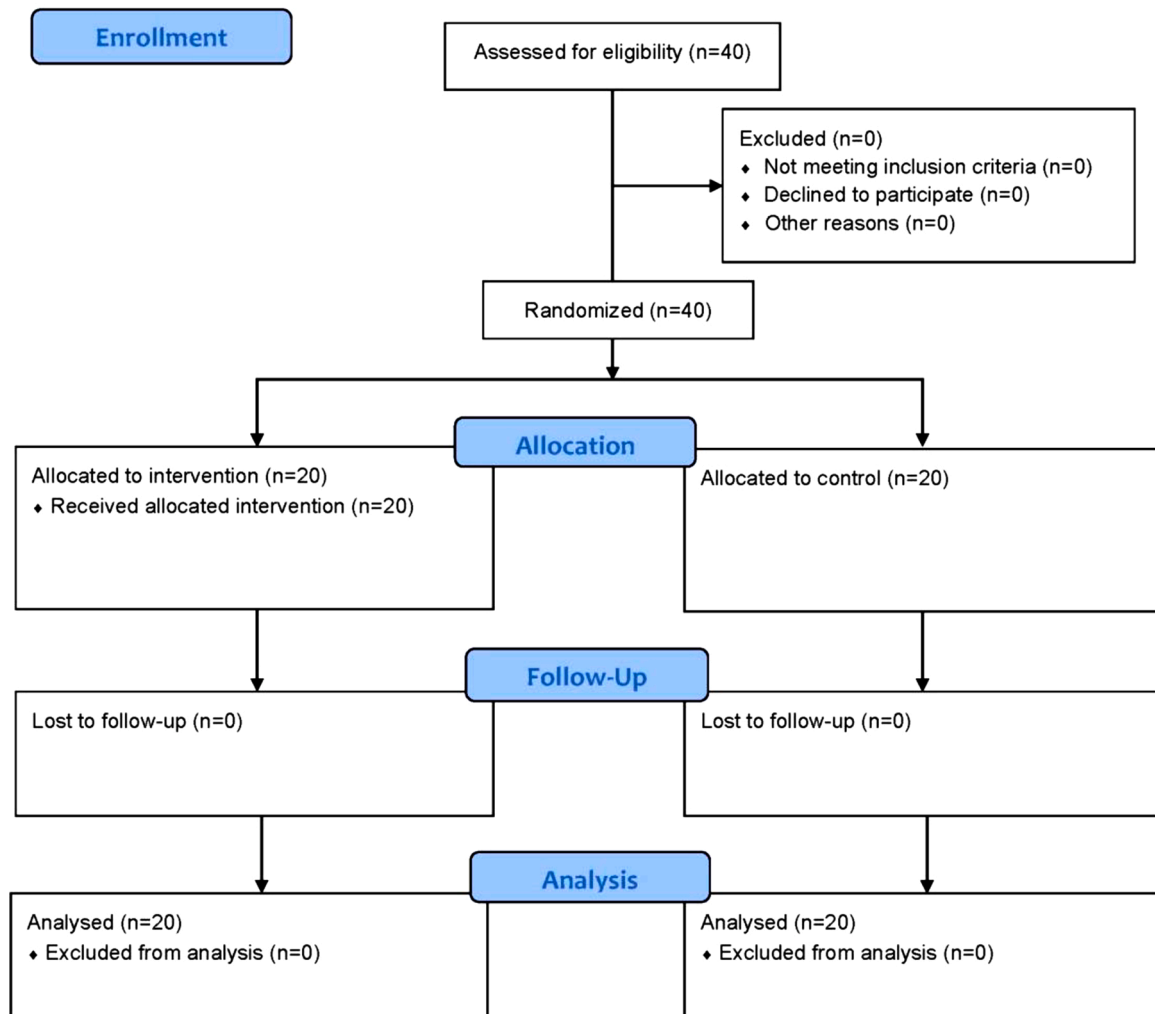 Enrollment
Assessed for eligibility (n=40)
Excluded (n=0)
♦ Not meeting inclusion criteria (n=0)
♦ Declined to participate (n=0)
♦ Other reasons (n=0)
Randomized (n=40)
Allocation
Allocated to intervention (n=20)
♦ Received allocated intervention (n=20)
Allocated to control (n=20)
Follow-Up
Lost to follow-up (n=0)
Lost to follow-up (n=0)
Analysis
Analysed (n=20)
♦ Excluded from analysis (n=0)
Analysed (n=20)
♦ Excluded from analysis (n=0)